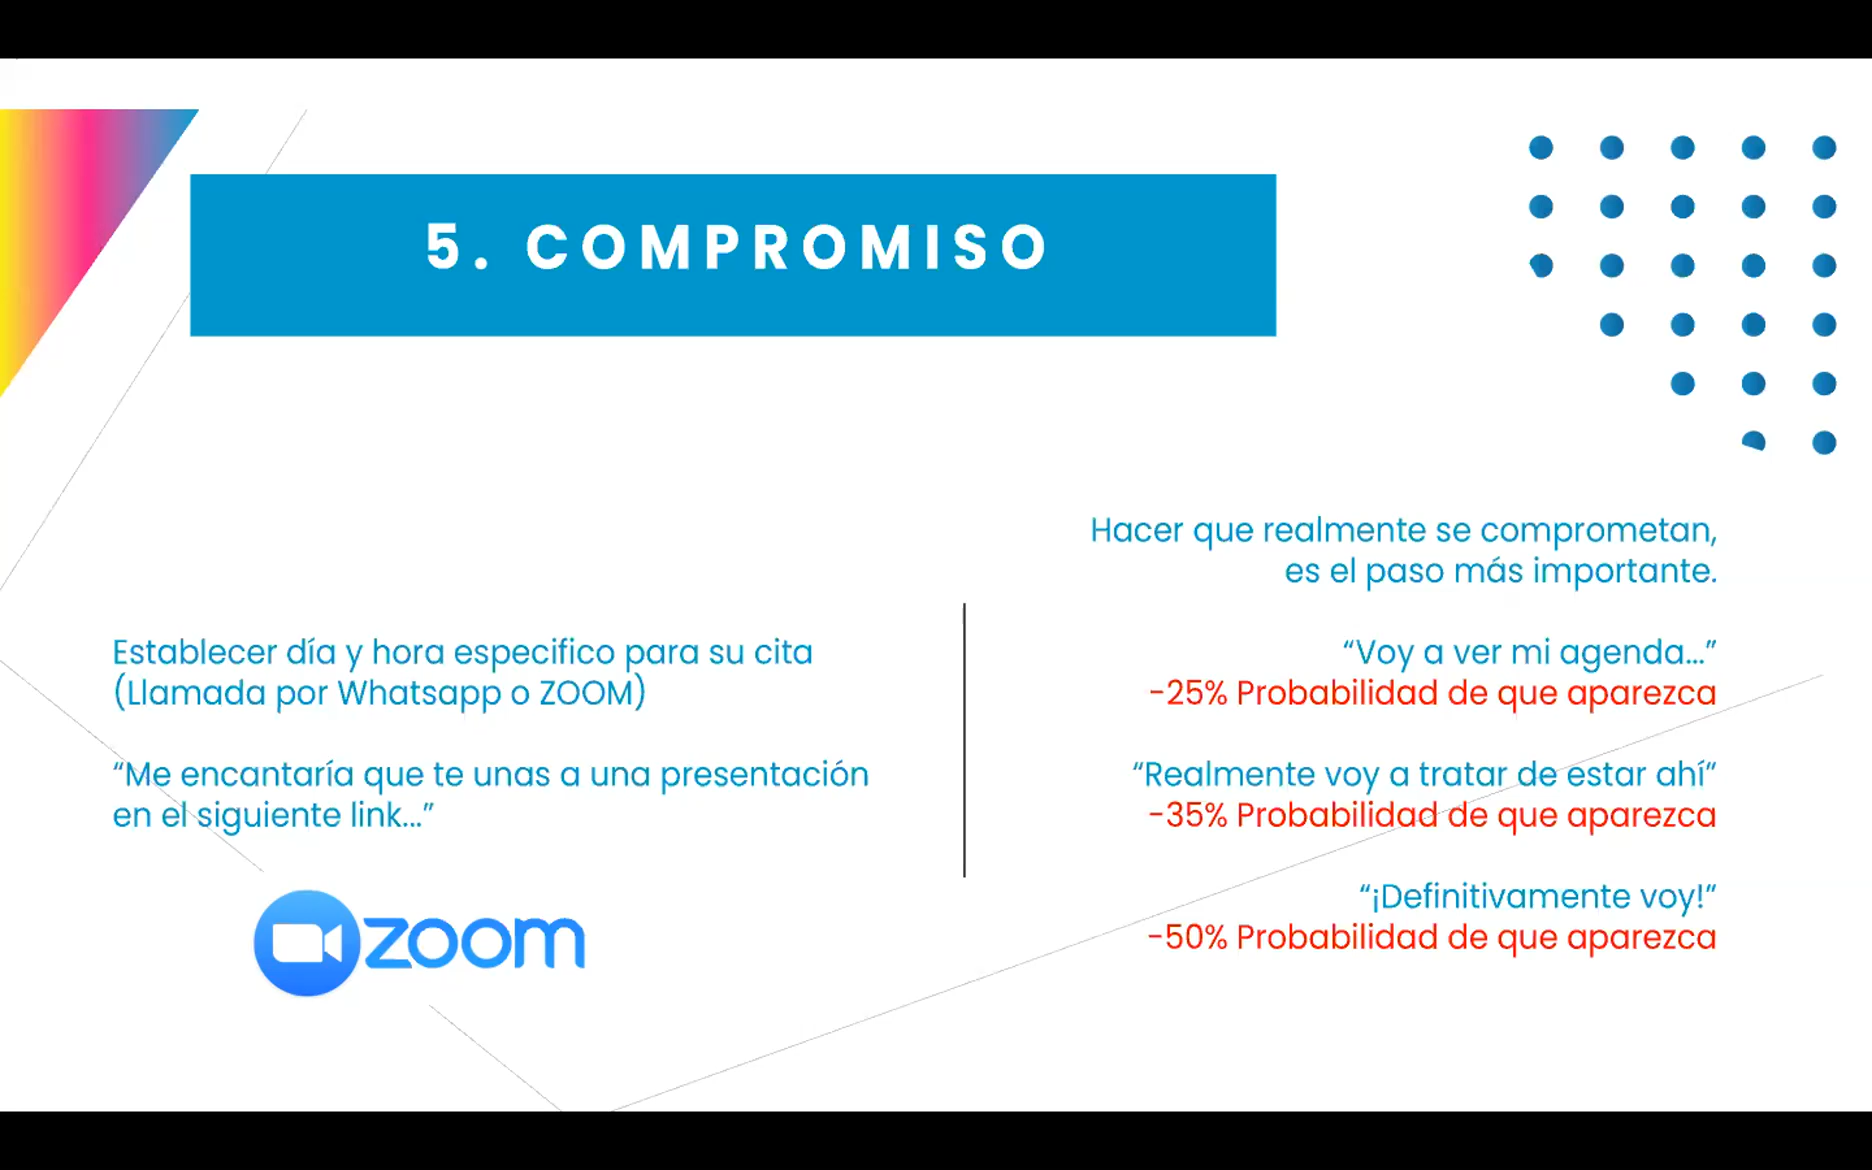 5. COMPROMISO
Establecer día y hora especifico para su cita
(Llamada por Whatsapp o ZOOM)
“Me encantaría que te unas a una presentación
en el siguiente link...”
zoom
Hacer que realmente se comprometan,
es el paso más importante.
“Voy a ver mi agenda...”
-25% Probabilidad de que aparezca
“Realmente voy a tratar de estar ahí”
-35% Probabilidad de que aparezca
“¡Definitivamente voy!”
-50% Probabilidad de que aparezca